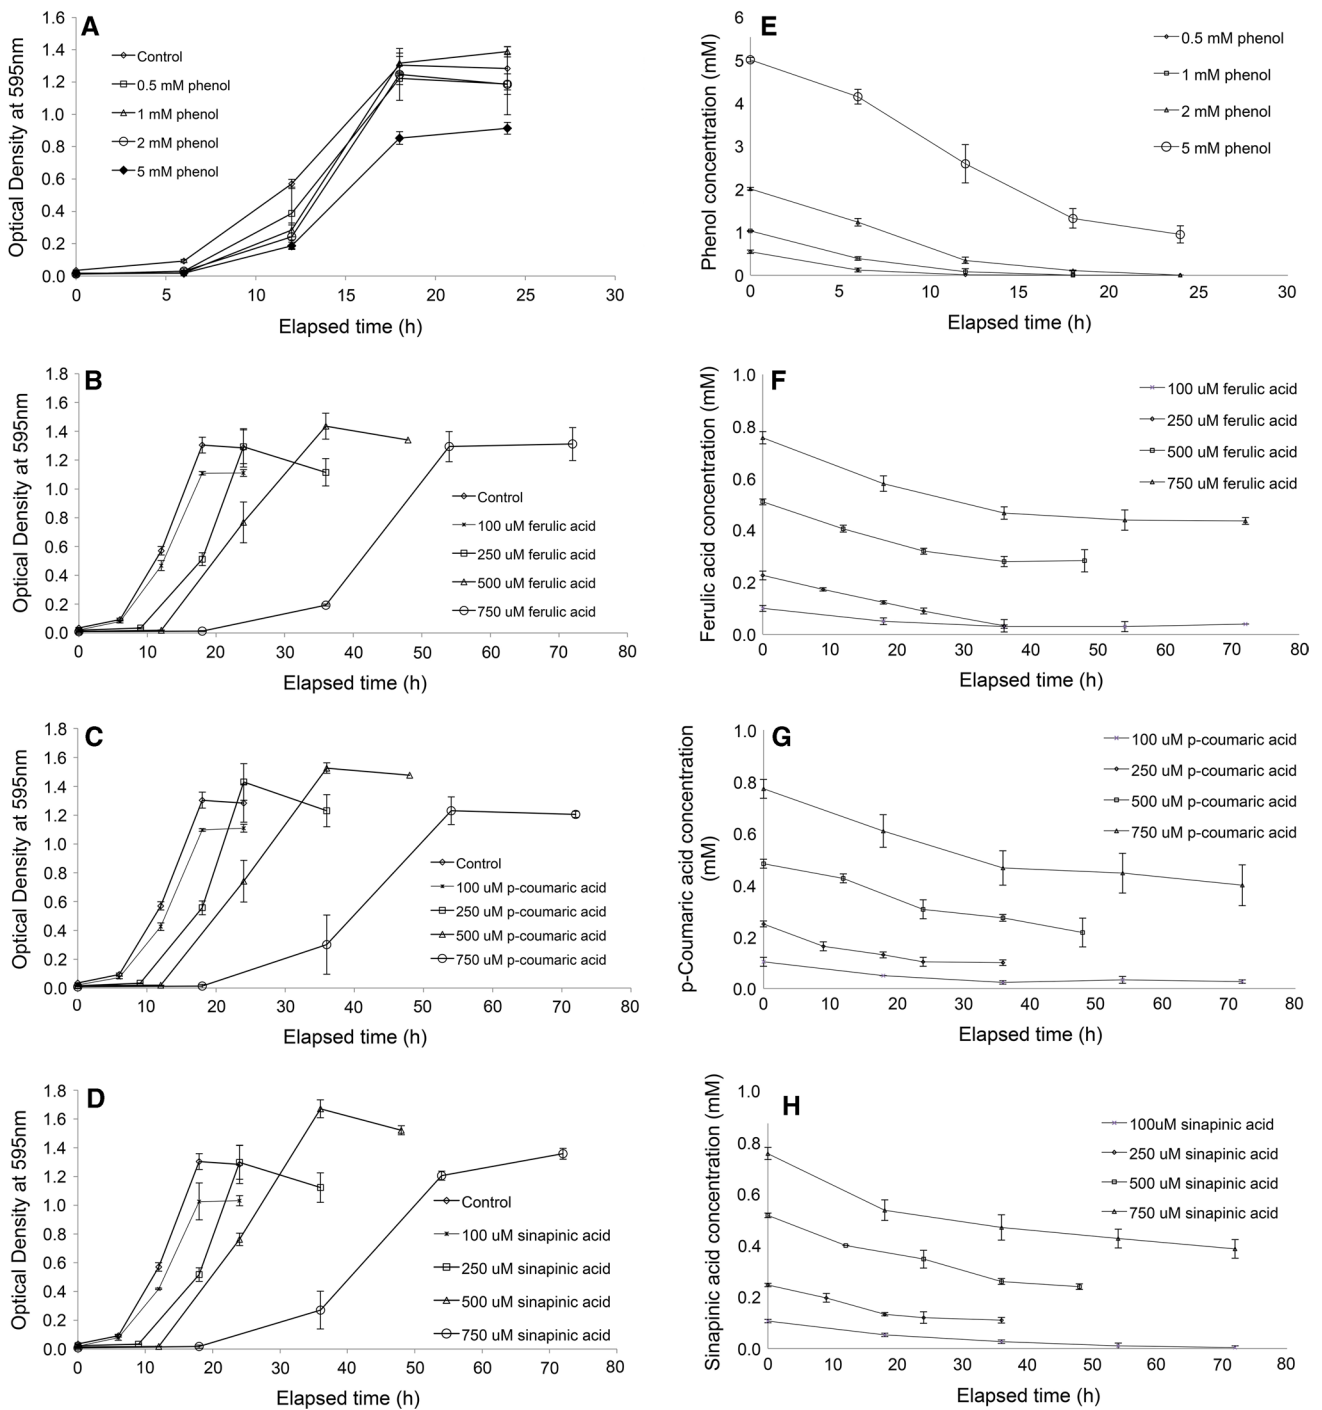 A
Optical Density at 595nm
1.6
1.4
1.2
1.0
0.8
0.6
0.4
0.2
0.0
Control
0.5 mM phenol
1 mM phenol
2 mM phenol
5 mM phenol
0 5 10 15 20 25 30
Elapsed time (h)
E
Phenol concentration (mM)
6
5
4
3
2
1
0
0.5 mM phenol
1 mM phenol
2 mM phenol
5 mM phenol
0 5 10 15 20 25 30
Elapsed time (h)
B
Optical Density at 595nm
1.8
1.6
1.4
1.2
1.0
0.8
0.6
0.4
0.2
0.0
Control
100 uM ferulic acid
250 uM ferulic acid
500 uM ferulic acid
750 uM ferulic acid
0 10 20 30 40 50 60 70 80
Elapsed time (h)
F
Ferulic acid concentration (mM)
1.0
0.8
0.6
0.4
0.2
0.0
100 uM ferulic acid
250 uM ferulic acid
500 uM ferulic acid
750 uM ferulic acid
0 10 20 30 40 50 60 70 80
Elapsed time (h)
C
Optical Density at 595nm
1.8
1.6
1.4
1.2
1.0
0.8
0.6
0.4
0.2
0.0
Control
100 uM p-coumaric acid
250 uM p-coumaric acid
500 uM p-coumaric acid
750 uM p-coumaric acid
0 10 20 30 40 50 60 70 80
Elapsed time (h)
G
p-Coumaric acid concentration
(mM)
1.0
0.8
0.6
0.4
0.2
0.0
100 uM p-coumaric acid
250 uM p-coumaric acid
500 uM p-coumaric acid
750 uM p-coumaric acid
0 10 20 30 40 50 60 70 80
Elapsed time (h)
D
Optical Density at 595nm
1.8
1.6
1.4
1.2
1.0
0.8
0.6
0.4
0.2
0.0
Control
100 uM sinapinic acid
250 uM sinapinic acid
500 uM sinapinic acid
750 uM sinapinic acid
0 10 20 30 40 50 60 70 80
Elapsed time (h)
H
Sinapinic acid concentration (mM)
1.0
0.8
0.6
0.4
0.2
0.0
100uM sinapinic acid
250 uM sinapinic acid
500 uM sinapinic acid
750 uM sinapinic acid
0 10 20 30 40 50 60 70 80
Elapsed time (h)